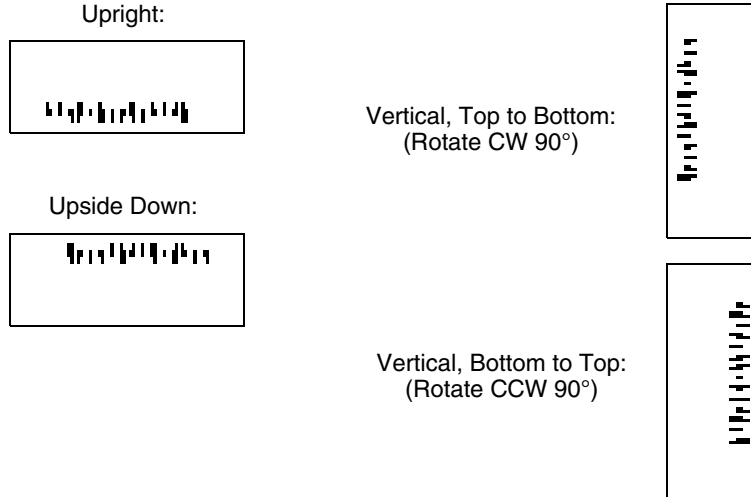 Upright:
Vertical, Top to Bottom:
(Rotate CW 90°)
Upside Down:
Vertical, Bottom to Top:
(Rotate CCW 90°)